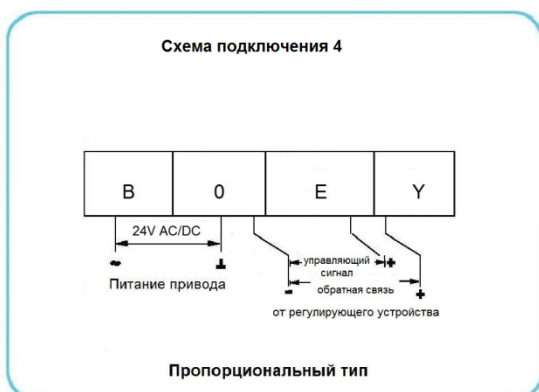 Схема подключения 4
B 0 E Y
24V AC/DC
~ ⊥
Питание привода
управляющий +
сигнал
- обратная связь +
от регулирующего устройства
Пропорциональный тип